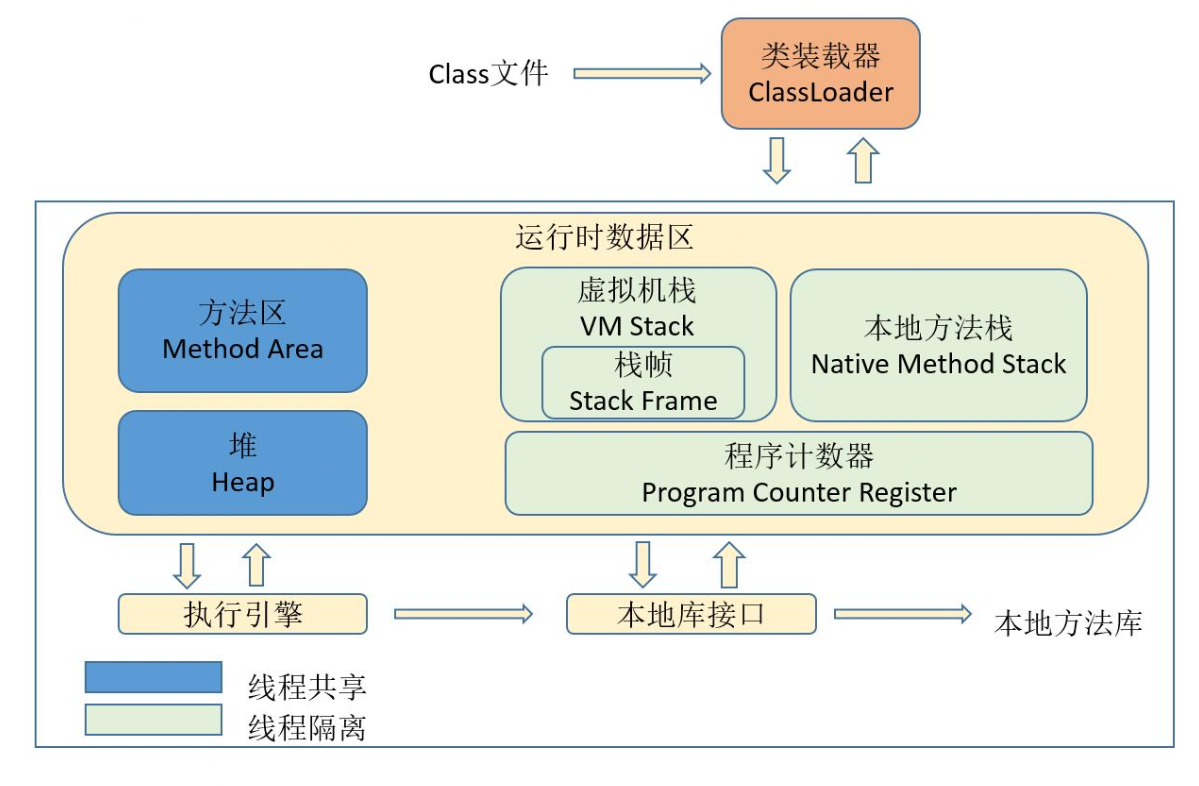 Class文件
类装载器
ClassLoader
运行时数据区
方法区
Method Area
堆
Heap
虚拟机栈
VM Stack
栈帧
Stack Frame
本地方法栈
Native Method Stack
程序计数器
Program Counter Register
执行引擎
本地库接口
本地方法库
线程共享
线程隔离